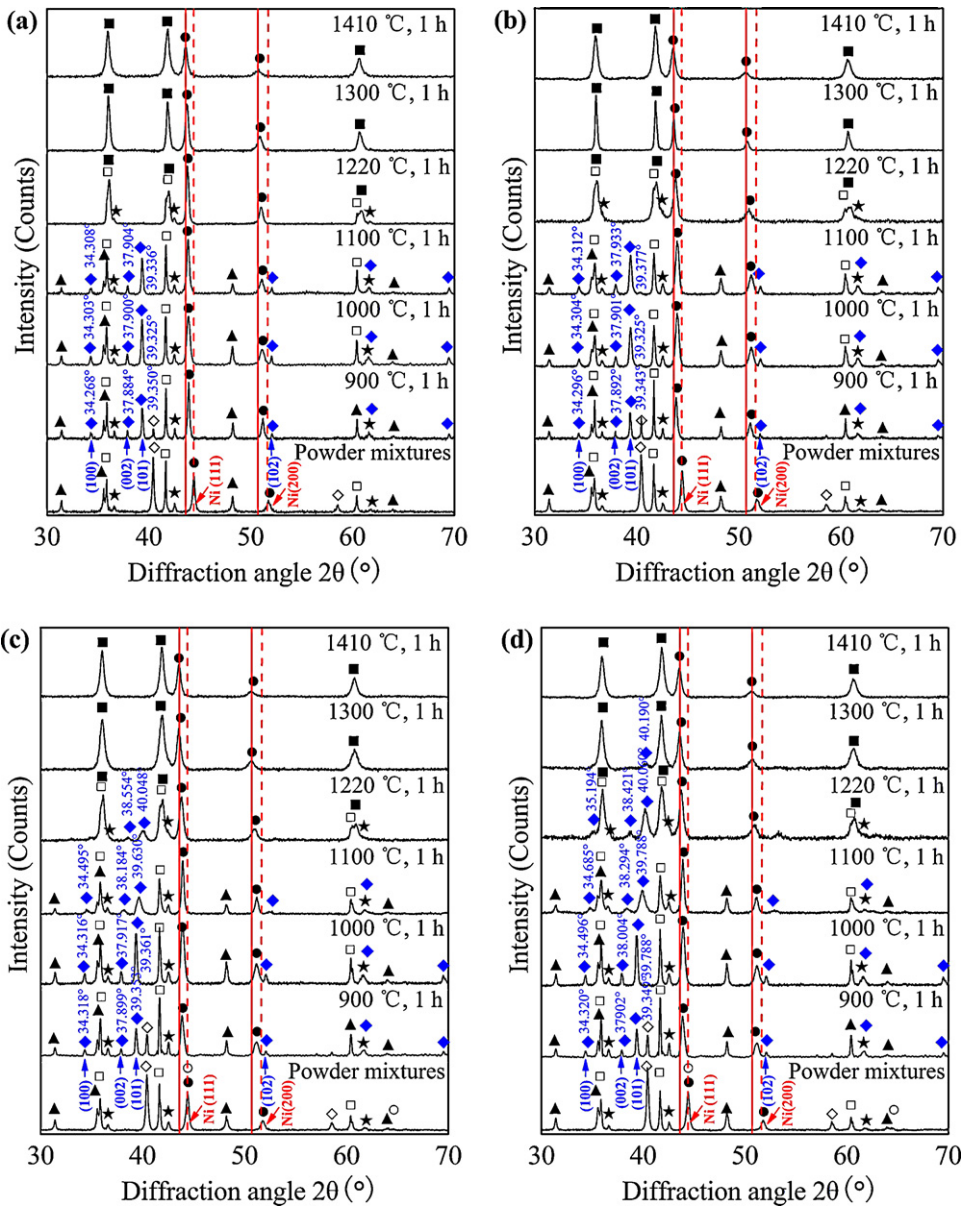 (a)
1410 ℃, 1 h
1300 ℃, 1 h
1220 ℃, 1 h
1100 ℃, 1 h
34.308°
37.904°
39.336°
1000 ℃, 1 h
34.303°
37.900°
39.325°
900 ℃, 1 h
34.268°
37.884°
39.350°
Powder mixtures
(100)
(002)
(101)
Ni (111)
(102)
Ni(200)
30 40 50 60 70
Diffraction angle 2θ (°)
Intensity (Counts)
(b)
1410 ℃, 1 h
1300 ℃, 1 h
1220 ℃, 1 h
1100 ℃, 1 h
34.312°
37.933°
39.377°
1000 ℃, 1 h
34.304°
37.901°
39.325°
900 ℃, 1 h
34.296°
37.892°
39.343°
Powder mixtures
(100)
(002)
(101)
Ni (111)
(102)
Ni(200)
30 40 50 60 70
Diffraction angle 2θ (°)
Intensity (Counts)
(c)
1410 ℃, 1 h
1300 ℃, 1 h
1220 ℃, 1 h
38.554°
40.048°
1100 ℃, 1 h
34.495°
38.184°
39.630°
1000 ℃, 1 h
34.316°
37.917°
39.361°
900 ℃, 1 h
34.318°
37.899°
Powder mixtures
(100)
(002)
(101)
Ni (111)
(102)
Ni(200)
30 40 50 60 70
Diffraction angle 2θ (°)
Intensity (Counts)
(d)
1410 ℃, 1 h
1300 ℃, 1 h
40.190°
1220 ℃, 1 h
35.194°
38.421°
1100 ℃, 1 h
34.685°
38.294°
39.788°
1000 ℃, 1 h
34.496°
38.004°
39.788°
900 ℃, 1 h
34.320°
37902°
39.349°
Powder mixtures
(100)
(002)
(101)
Ni (111)
(102)
Ni(200)
30 40 50 60 70
Diffraction angle 2θ (°)
Intensity (Counts)